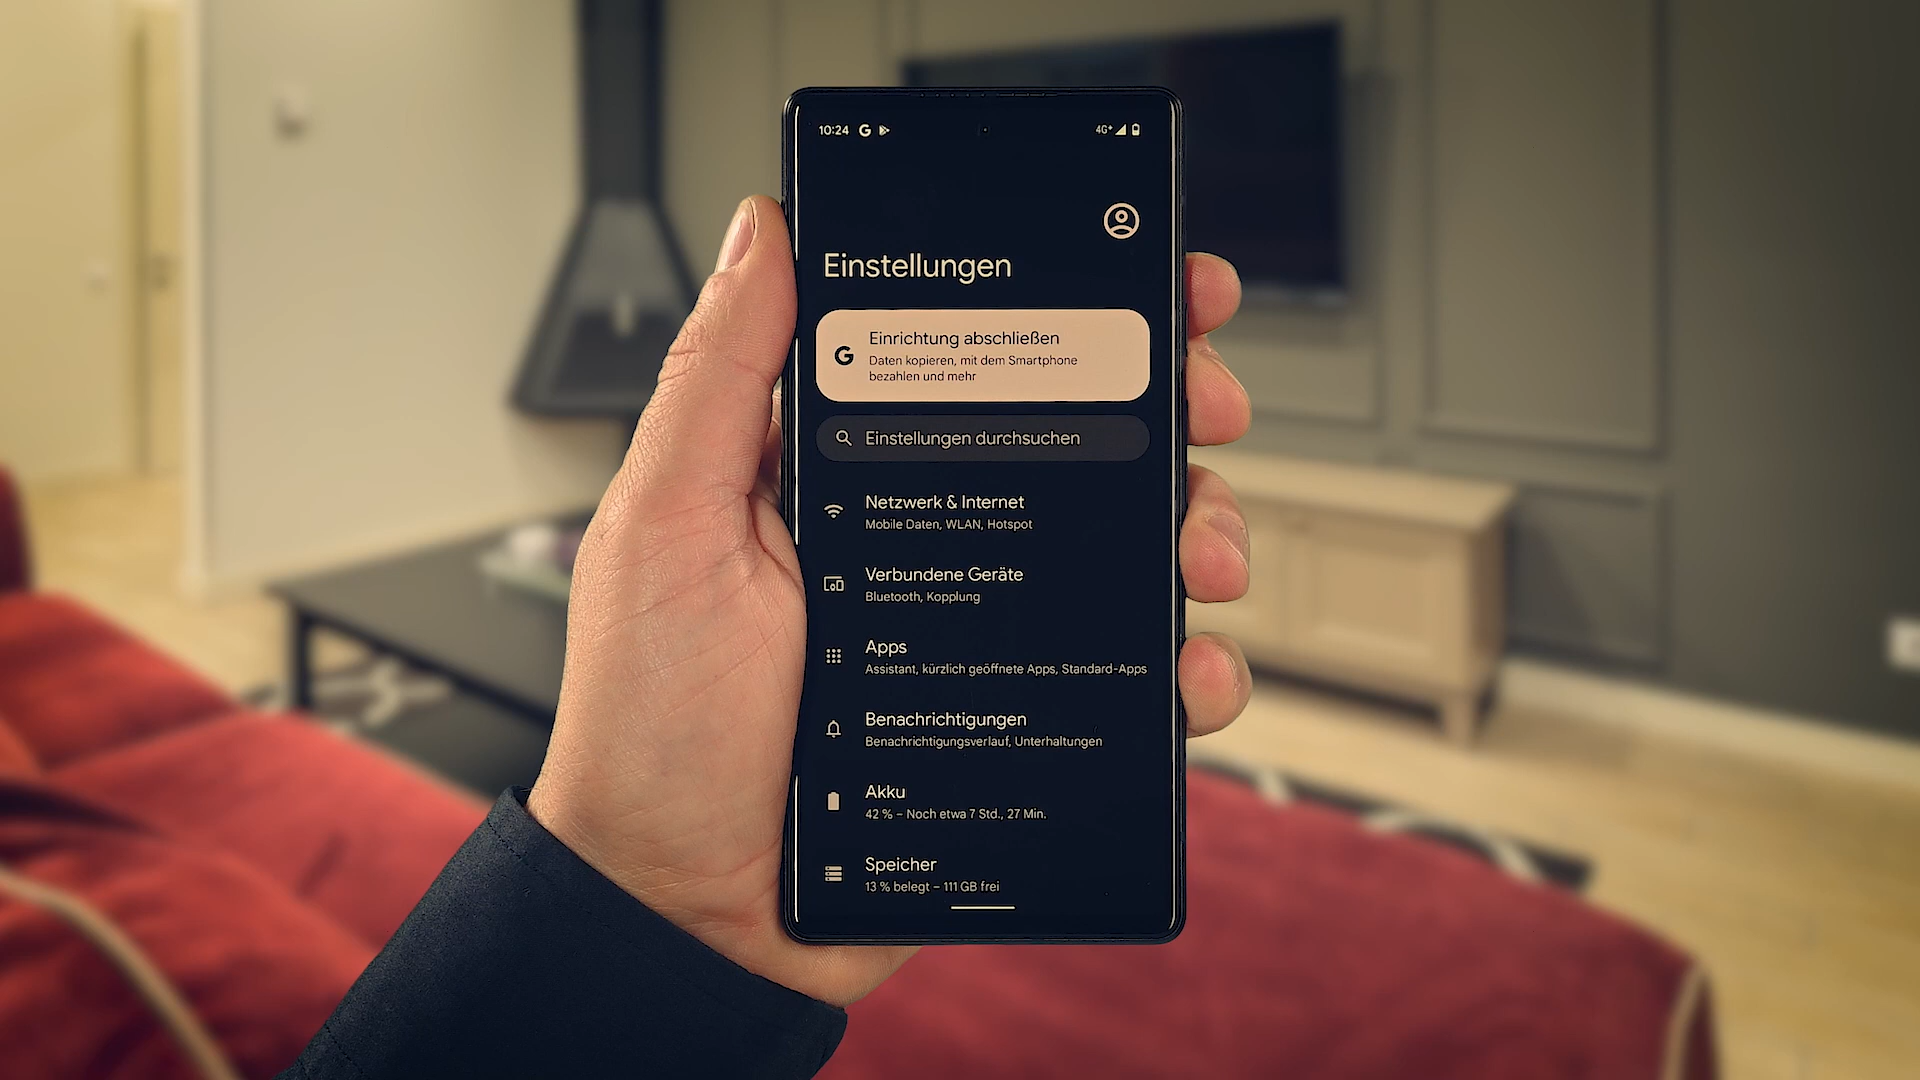 10:24 G
4G+
Einstellungen
G
Einrichtung abschließen
Daten kopieren, mit dem Smartphone
bezahlen und mehr
Einstellungen durchsuchen
Netzwerk & Internet
Mobile Daten, WLAN, Hotspot
Verbundene Geräte
Bluetooth, Kopplung
Apps
Assistant, kürzlich geöffnete Apps, Standard-Apps
Benachrichtigungen
Benachrichtigungsverlauf, Unterhaltungen
Akku
42 % – Noch etwa 7 Std., 27 Min.
Speicher
13 % belegt – 111 GB frei